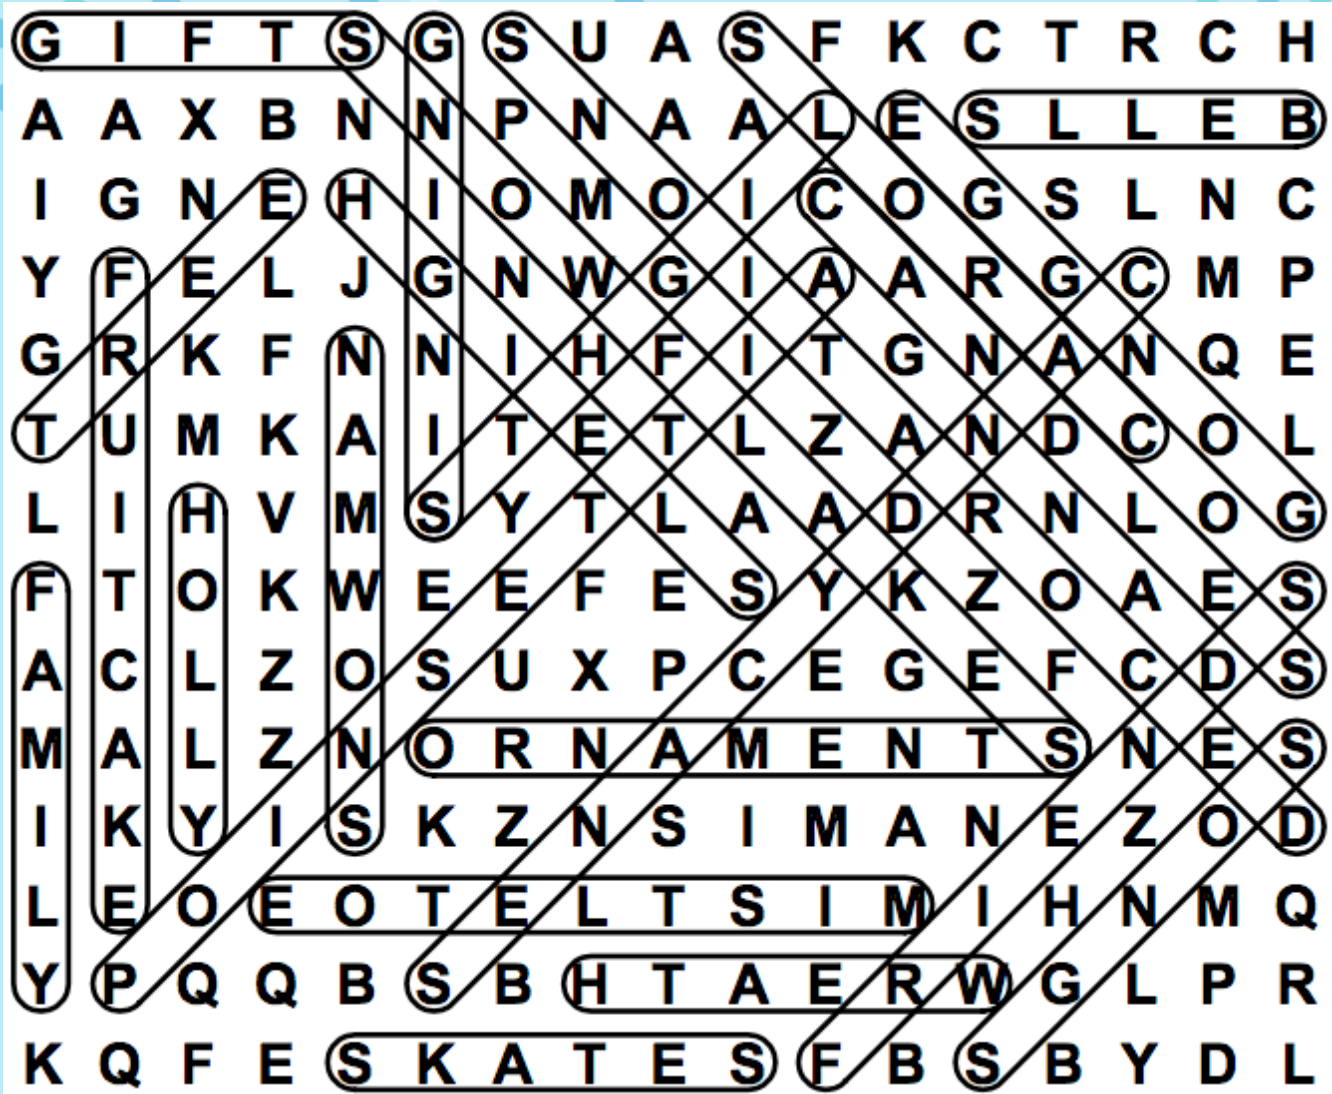 G I F T S G S U A S F K C T R C H
A A X B N N P N A A L E S L L E B
I G N E H I O M O I C O G S L N C
Y F E L J G N W G I A A R G C M P
G R K F N N I H F I T G N A N Q E
T U M K A I T E T L Z A N D C O L
L I H V M S Y T L A A D R N L O G
F T O K W E E F E S Y K Z O A E S
A C L Z O S U X P C E G E F C D S
M A L Z N O R N A M E N T S N E S
I K Y I S K Z N S I M A N E Z O D
L E O E O T E L T S I M I H N M Q
Y P Q Q B S B H T A E R W G L P R
K Q F E S K A T E S F B S B Y D L